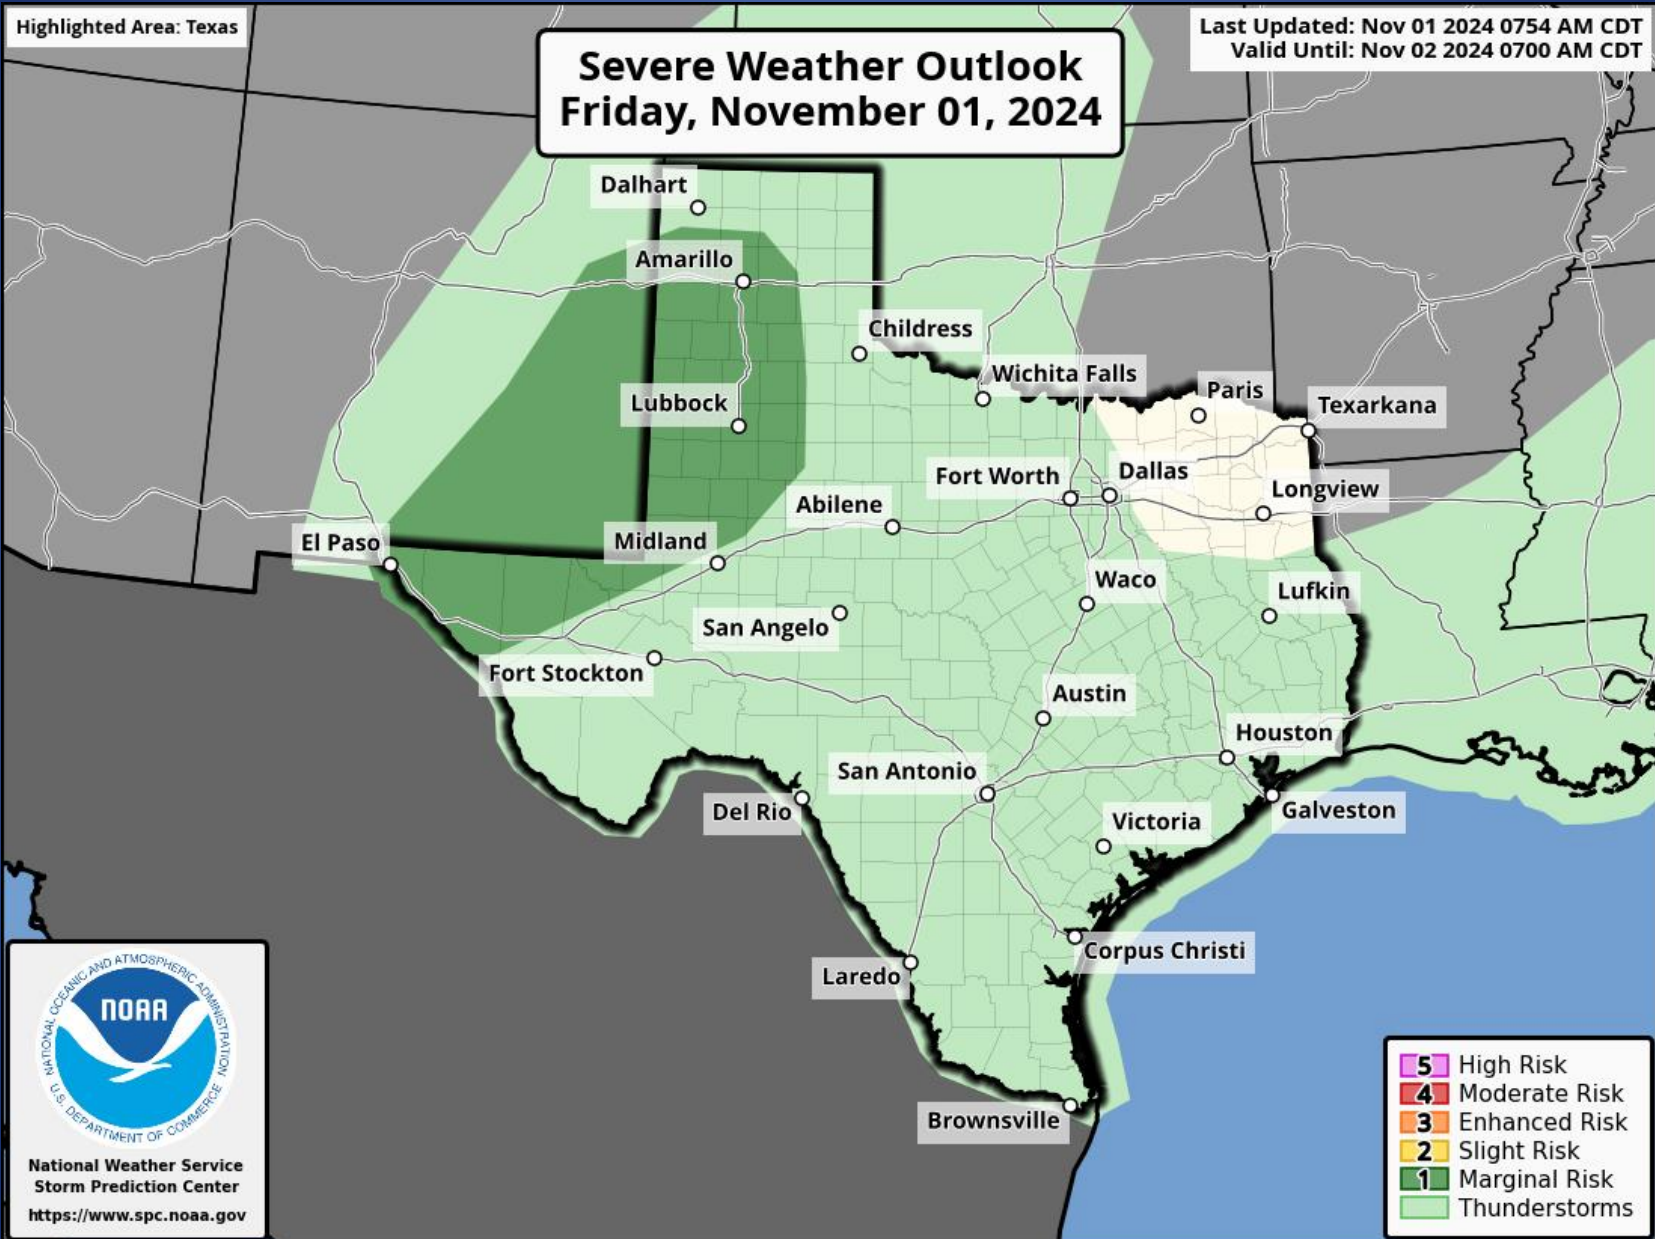 Highlighted Area: Texas
Last Updated: Nov 01 2024 0754 AM CDT
Valid Until: Nov 02 2024 0700 AM CDT
Severe Weather Outlook
Friday, November 01, 2024
Dalhart
Amarillo
Childress
Wichita Falls
Paris
Texarkana
Lubbock
Fort Worth
Dallas
Longview
Abilene
El Paso
Midland
Waco
Lufkin
San Angelo
Fort Stockton
Austin
Houston
San Antonio
Del Rio
Galveston
Victoria
Corpus Christi
Laredo
Brownsville
NATIONAL OCEANIC AND ATMOSPHERIC ADMINISTRATION
NOAA
U.S. DEPARTMENT OF COMMERCE
National Weather Service
Storm Prediction Center
https://www.spc.noaa.gov
5 High Risk
4 Moderate Risk
3 Enhanced Risk
2 Slight Risk
1 Marginal Risk
Thunderstorms